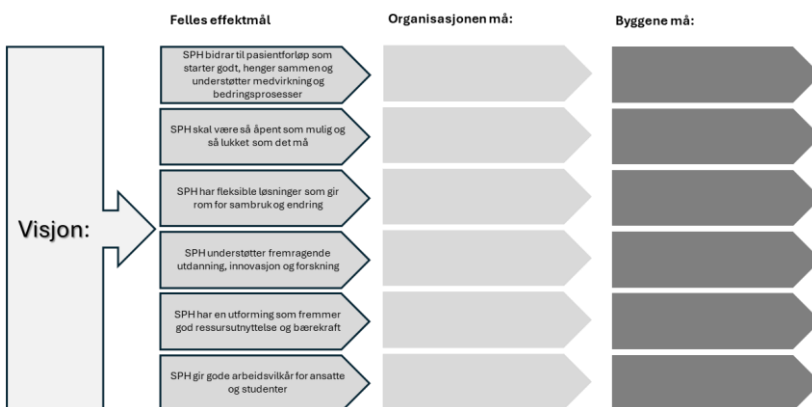 Felles effektmål
Organisasjonen må:
Byggene må:
Visjon:
SPH bidrar til pasientforløp som
starter godt, henger sammen og
understøtter medvirkning og
bedringsprosesser
SPH skal være så åpent som mulig og
så lukket som det må
SPH har fleksible løsninger som gir
rom for sambruk og endring
SPH understøtter fremragende
utdanning, innovasjon og forskning
SPH har en utforming som fremmer
god ressursutnyttelse og bærekraft
SPH gir gode arbeidsvilkår for ansatte
og studenter